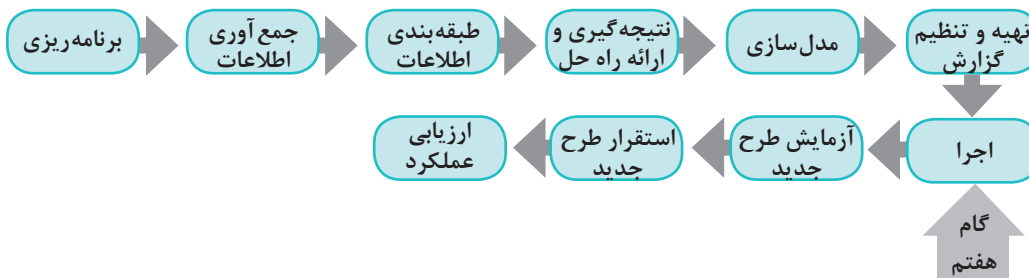 برنامه‌ریزی
جمع‌آوری
اطلاعات
طبقه‌بندی
اطلاعات
نتیجه‌گیری و
ارائه راه حل
مدل‌سازی
تهیه و تنظیم
گزارش
اجرا
آزمایش طرح
جدید
استقرار طرح
جدید
ارزیابی
عملکرد
گام
هفتم